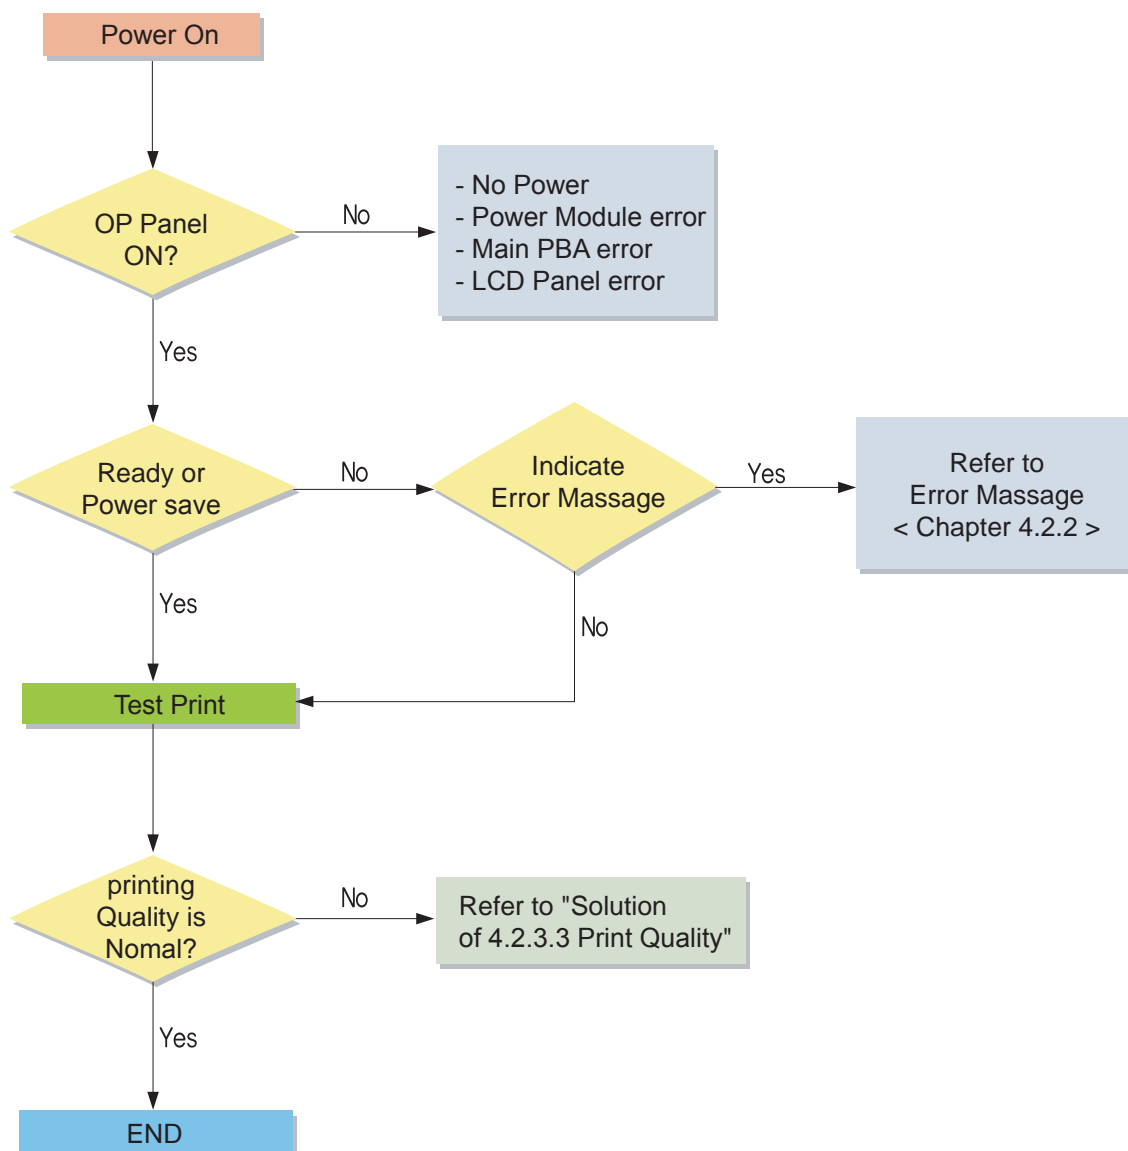 Power On
OP Panel
ON?
No
- No Power
- Power Module error
- Main PBA error
- LCD Panel error
Yes
Ready or
Power save
No
Indicate
Error Massage
Yes
Refer to
Error Massage
< Chapter 4.2.2 >
Yes
No
Test Print
printing
Quality is
Nomal?
No
Refer to "Solution
of 4.2.3.3 Print Quality"
Yes
END